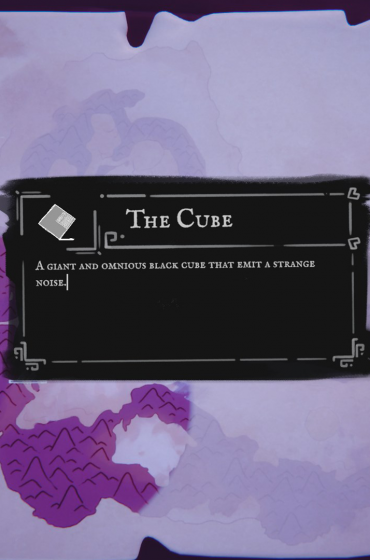 The Cube
A giant and omnious black cube that emit a strange
noise.